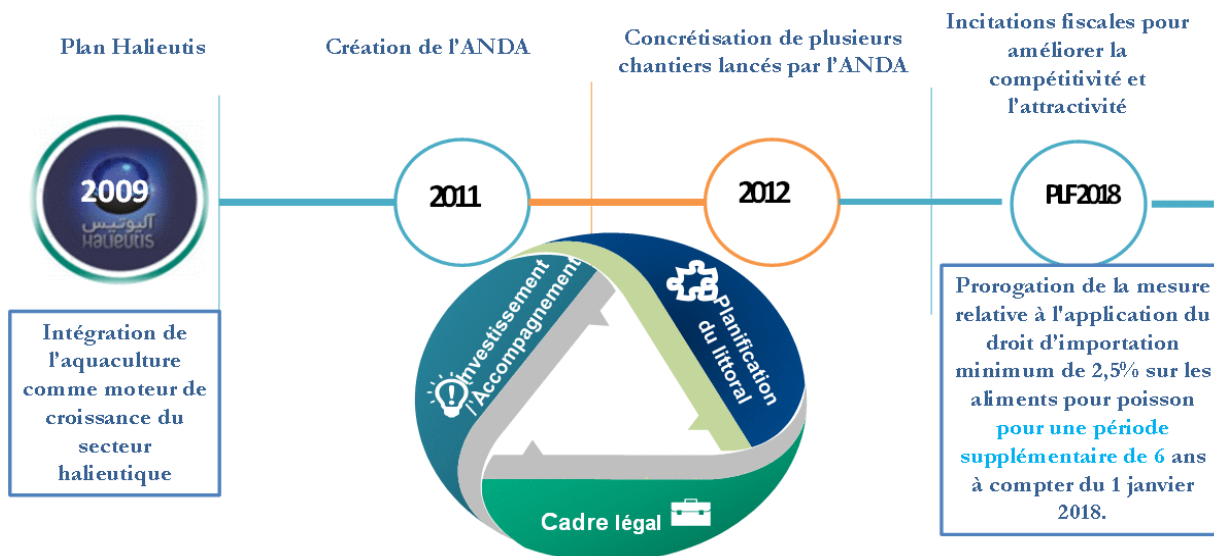 Plan Halieutis
Création de l'ANDA
Concrétisation de plusieurs
chantiers lancés par l'ANDA
Incitations fiscales pour
améliorer la
compétitivité et
l'attractivité
2009
آليوتيس
Halieutis
2011
2012
PLF2018
Intégration de
l'aquaculture
comme moteur de
croissance du
secteur
halieutique
Investissement
l'Accompagnement
Planification
du littoral
Cadre légal
Prorogation de la mesure
relative à l'application du
droit d'importation
minimum de 2,5% sur les
aliments pour poisson
pour une période
supplémentaire de 6 ans
à compter du 1 janvier
2018.